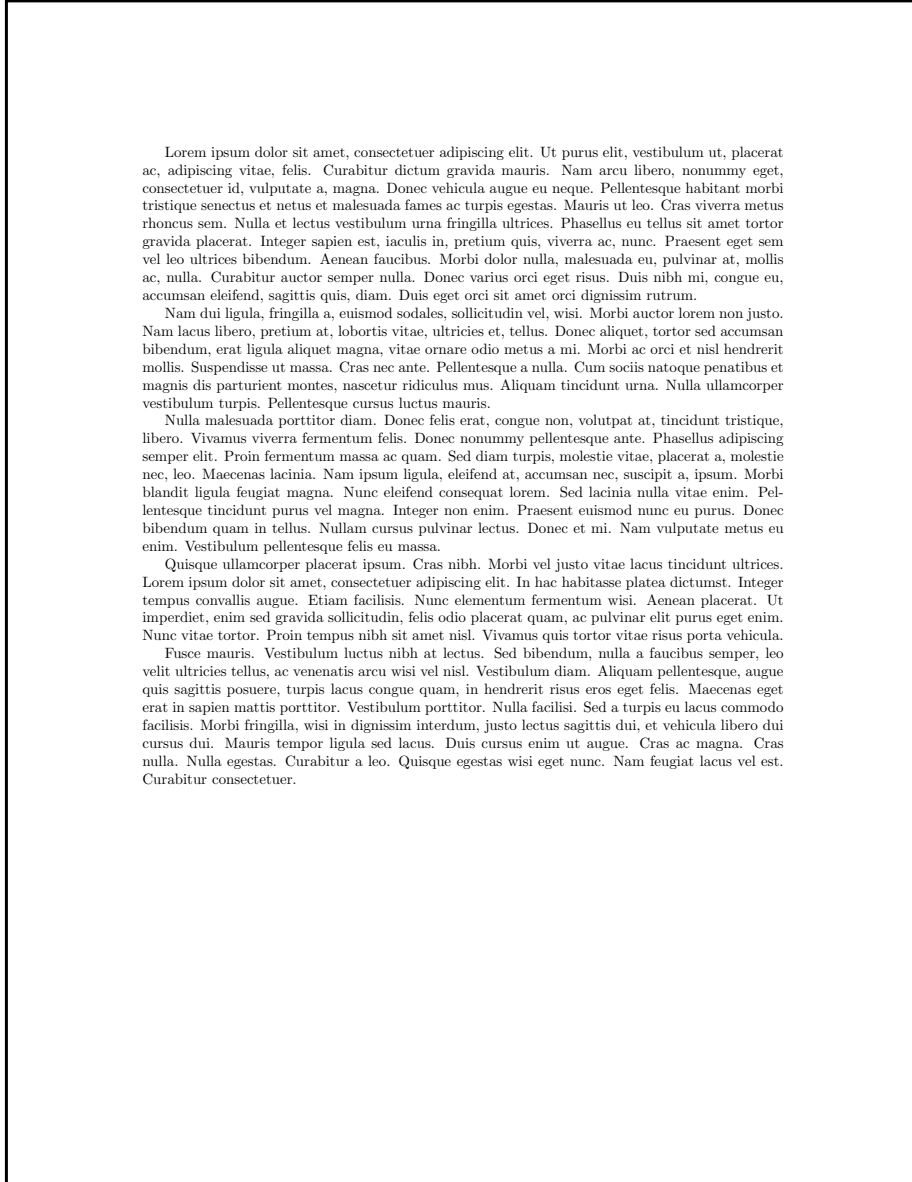 Lorem ipsum dolor sit amet, consectetuer adipiscing elit. Ut purus elit, vestibulum ut, placerat
ac, adipiscing vitae, felis. Curabitur dictum gravida mauris. Nam arcu libero, nonummy eget,
consectetuer id, vulputate a, magna. Donec vehicula augue eu neque. Pellentesque habitant morbi
tristique senectus et netus et malesuada fames ac turpis egestas. Mauris ut leo. Cras viverra metus
rhoncus sem. Nulla et lectus vestibulum urna fringilla ultrices. Phasellus eu tellus sit amet tortor
gravida placerat. Integer sapien est, iaculis in, pretium quis, viverra ac, nunc. Praesent eget sem
vel leo ultrices bibendum. Aenean faucibus. Morbi dolor nulla, malesuada eu, pulvinar at, mollis
ac, nulla. Curabitur auctor semper nulla. Donec varius orci eget risus. Duis nibh mi, congue eu,
accumsan eleifend, sagittis quis, diam. Duis eget orci sit amet orci dignissim rutrum.
Nam dui ligula, fringilla a, euismod sodales, sollicitudin vel, wisi. Morbi auctor lorem non justo.
Nam lacus libero, pretium at, lobortis vitae, ultricies et, tellus. Donec aliquet, tortor sed accumsan
bibendum, erat ligula aliquet magna, vitae ornare odio metus a mi. Morbi ac orci et nisl hendrerit
mollis. Suspendisse ut massa. Cras nec ante. Pellentesque a nulla. Cum sociis natoque penatibus et
magnis dis parturient montes, nascetur ridiculus mus. Aliquam tincidunt urna. Nulla ullamcorper
vestibulum turpis. Pellentesque cursus luctus mauris.
Nulla malesuada porttitor diam. Donec felis erat, congue non, volutpat at, tincidunt tristique,
libero. Vivamus viverra fermentum felis. Donec nonummy pellentesque ante. Phasellus adipiscing
semper elit. Proin fermentum massa ac quam. Sed diam turpis, molestie vitae, placerat a, molestie
nec, leo. Maecenas lacinia. Nam ipsum ligula, eleifend at, accumsan nec, suscipit a, ipsum. Morbi
blandit ligula feugiat magna. Nunc eleifend consequat lorem. Sed lacinia nulla vitae enim. Pel-
lentesque tincidunt purus vel magna. Integer non enim. Praesent euismod nunc eu purus. Donec
bibendum quam in tellus. Nullam cursus pulvinar lectus. Donec et mi. Nam vulputate metus eu
enim. Vestibulum pellentesque felis eu massa.
Quisque ullamcorper placerat ipsum. Cras nibh. Morbi vel justo vitae lacus tincidunt ultrices.
Lorem ipsum dolor sit amet, consectetuer adipiscing elit. In hac habitasse platea dictumst. Integer
tempus convallis augue. Etiam facilisis. Nunc elementum fermentum wisi. Aenean placerat. Ut
imperdiet, enim sed gravida sollicitudin, felis odio placerat quam, ac pulvinar elit purus eget enim.
Nunc vitae tortor. Proin tempus nibh sit amet nisl. Vivamus quis tortor vitae risus porta vehicula.
Fusce mauris. Vestibulum luctus nibh at lectus. Sed bibendum, nulla a faucibus semper, leo
velit ultricies tellus, ac venenatis arcu wisi vel nisl. Vestibulum diam. Aliquam pellentesque, augue
quis sagittis posuere, turpis lacus congue quam, in hendrerit risus eros eget felis. Maecenas eget
erat in sapien mattis porttitor. Vestibulum porttitor. Nulla facilisi. Sed a turpis eu lacus commodo
facilisis. Morbi fringilla, wisi in dignissim interdum, justo lectus sagittis dui, et vehicula libero dui
cursus dui. Mauris tempor ligula sed lacus. Duis cursus enim ut augue. Cras ac magna. Cras
nulla. Nulla egestas. Curabitur a leo. Quisque egestas wisi eget nunc. Nam feugiat lacus vel est.
Curabitur consectetuer.